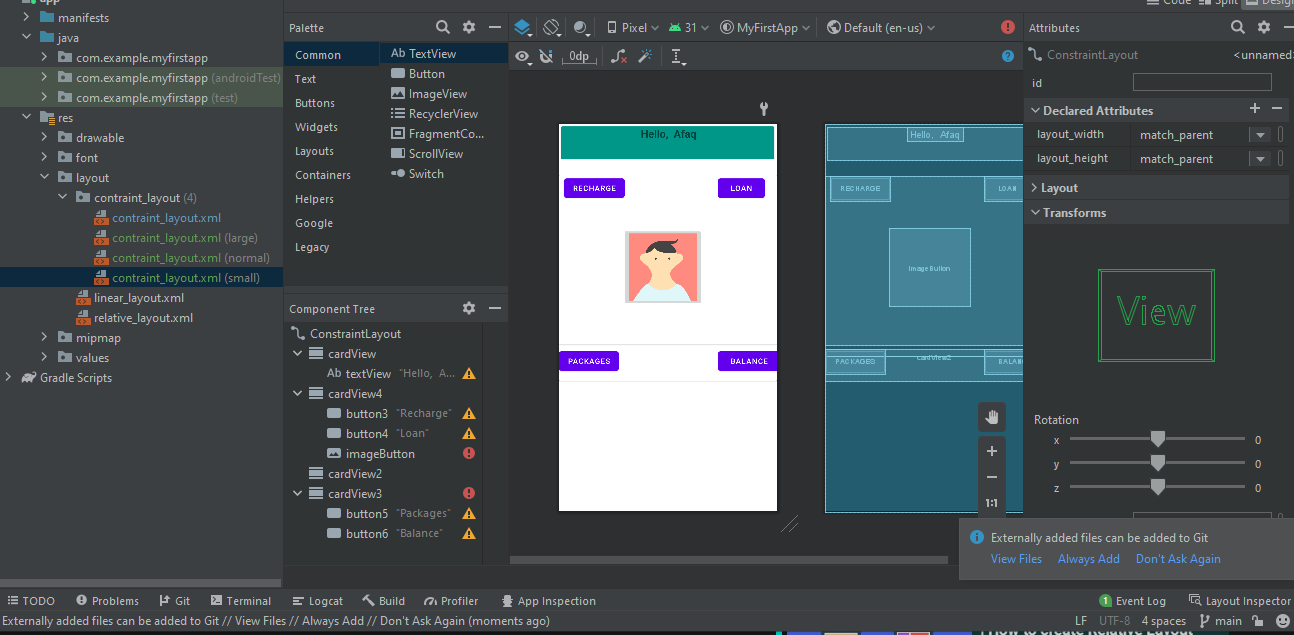 app
manifests
java
com.example.myfirstapp
com.example.myfirstapp (androidTest)
com.example.myfirstapp (test)
res
drawable
font
layout
contraint_layout (4)
contraint_layout.xml
contraint_layout.xml (large)
contraint_layout.xml (normal)
contraint_layout.xml (small)
linear_layout.xml
relative_layout.xml
mipmap
values
Gradle Scripts
Palette
Common
Text
Buttons
Widgets
Layouts
Containers
Helpers
Google
Legacy
Ab TextView
Button
ImageView
RecyclerView
FragmentCo...
ScrollView
Switch
Component Tree
ConstraintLayout
cardView
Ab textView "Hello, A...
cardView4
button3 "Recharge"
button4 "Loan"
imageButton
cardView2
cardView3
button5 "Packages"
button6 "Balance"
Pixel 31 MyFirstApp Default (en-us)
0dp
Hello, Afaq
RECHARGE LOAN
PACKAGES BALANCE
Hello, Afaq
RECHARGE LOAN
ImageButton
PACKAGES CardView2 BALAN
1:1
Code Split Design
Attributes
ConstraintLayout <unnamed>
id
Declared Attributes
layout_width match_parent
layout_height match_parent
Layout
Transforms
View
Rotation
x 0
y 0
z 0
Externally added files can be added to Git
View Files Always Add Don't Ask Again
TODO Problems Git Terminal Logcat Build Profiler App Inspection 1 Event Log Layout Inspector
Externally added files can be added to Git // View Files // Always Add // Don't Ask Again (moments ago) LF UTF-8 4 spaces main